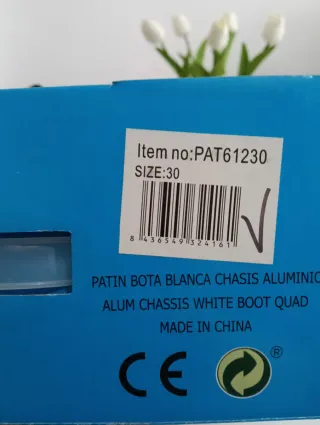 Item no:PAT61230
SIZE:30
8 436549 324161
PATIN BOTA BLANCA CHASIS ALUMINIO
ALUM CHASSIS WHITE BOOT QUAD
MADE IN CHINA
CE ®